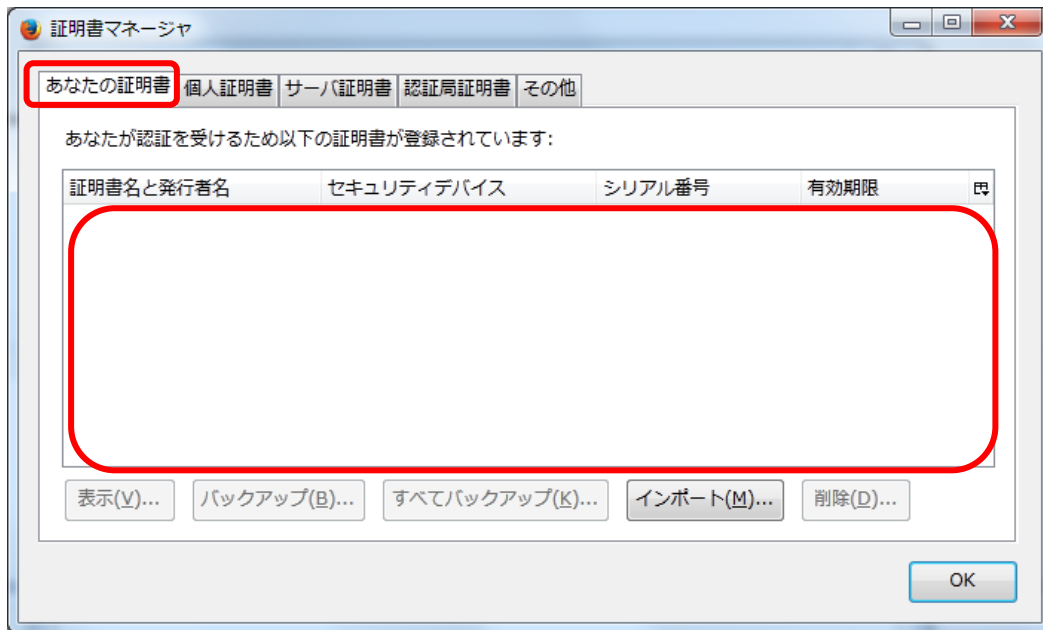 証明書マネージャ
あなたの証明書 個人証明書 サーバ証明書 認証局証明書 その他
あなたが認証を受けるため以下の証明書が登録されています:
証明書名と発行者名 セキュリティデバイス シリアル番号 有効期限
表示(V)... バックアップ(B)... すべてバックアップ(K)... インポート(M)... 削除(D)...
OK